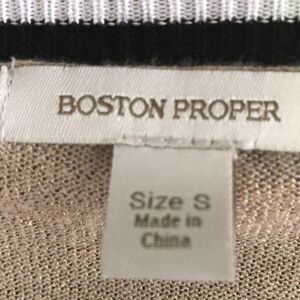 BOSTON PROPER
Size S
Made in
China